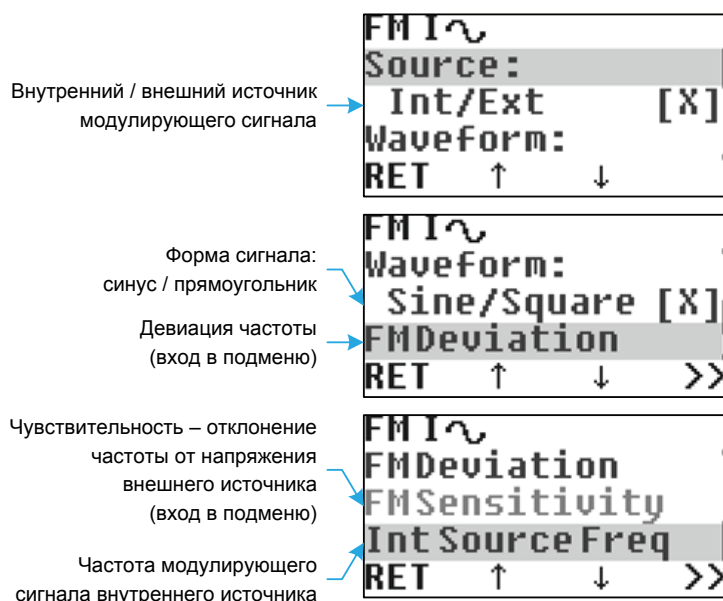 FM I
Source:
Внутренний / внешний источник
модулирующего сигнала
Int/Ext [X]
Waveform:
RET ↑ ↓
FM I
Waveform:
Форма сигнала:
синус / прямоугольник
Sine/Square [X]
Девиация частоты
(вход в подменю)
FMDeviation
RET ↑ ↓ >>
FM I
FMDeviation
Чувствительность – отклонение
частоты от напряжения
внешнего источника
(вход в подменю)
FMSensitivity
Int Source Freq
Частота модулирующего
сигнала внутреннего источника
RET ↑ ↓ >>